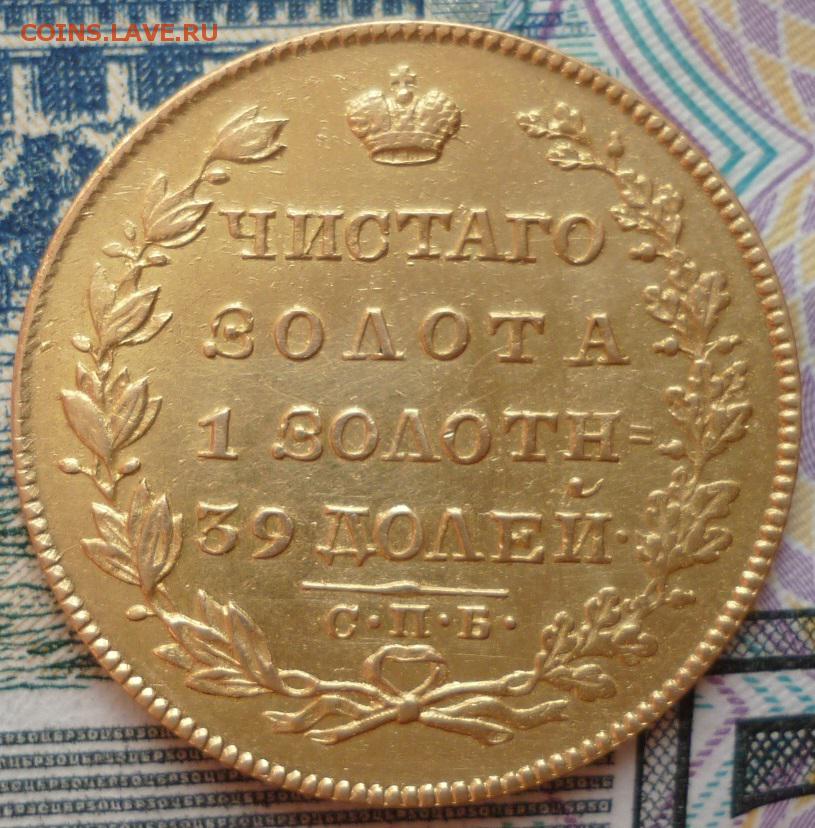 COINS.LAVE.RU
ЧИСТАГО
ЗОЛОТА
1 ЗОЛОТН=
39 ДОЛЕЙ·
С·П·Б·